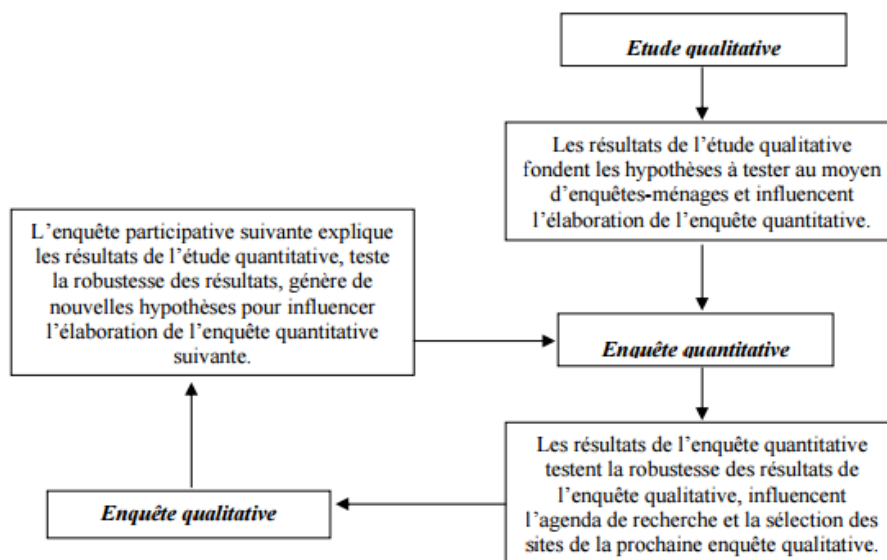 Etude qualitative
Les résultats de l’étude qualitative
fondent les hypothèses à tester au moyen
d’enquêtes-ménages et influencent
l’élaboration de l’enquête quantitative.
L’enquête participative suivante explique
les résultats de l’étude quantitative, teste
la robustesse des résultats, génère de
nouvelles hypothèses pour influencer
l’élaboration de l’enquête quantitative
suivante.
Enquête quantitative
Les résultats de l’enquête quantitative
testent la robustesse des résultats de
l’enquête qualitative, influencent
l’agenda de recherche et la sélection des
sites de la prochaine enquête qualitative.
Enquête qualitative